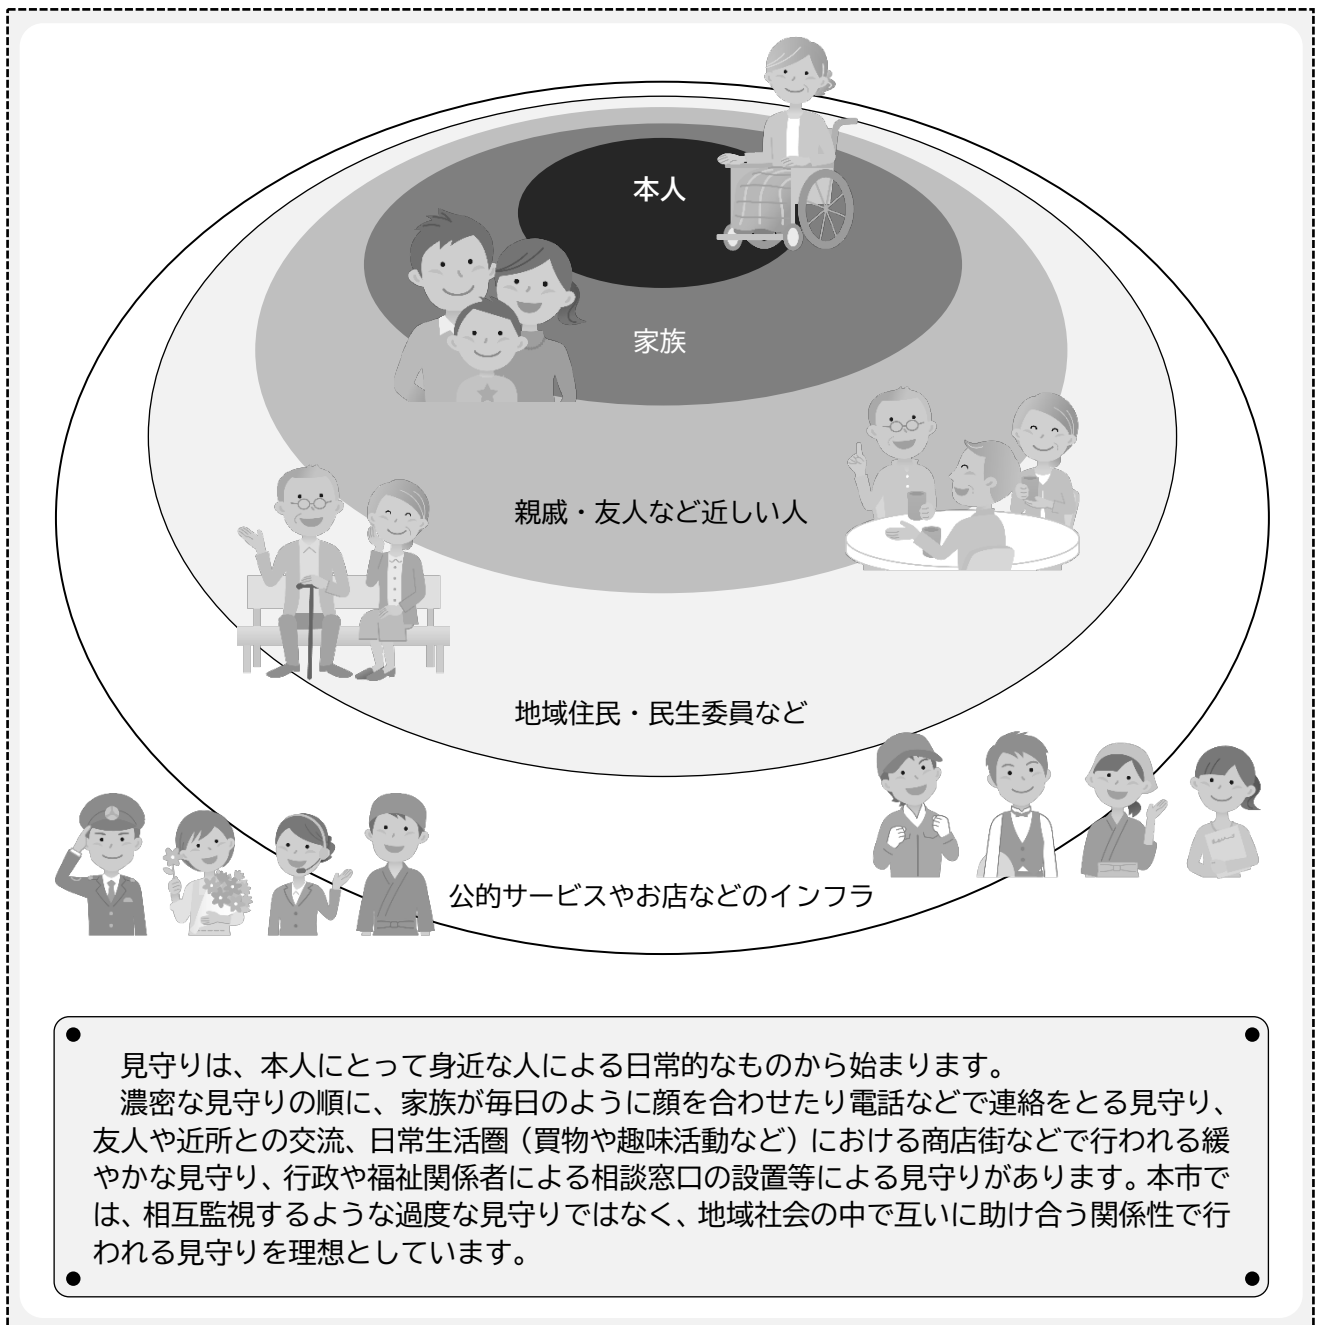 本人
家族
親戚・友人など近しい人
地域住民・民生委員など
公的サービスやお店などのインフラ
見守りは、本人にとって身近な人による日常的なものから始まります。
濃密な見守りの順に、家族が毎日のように顔を合わせたり電話などで連絡をとる見守り、
友人や近所との交流、日常生活圏（買物や趣味活動など）における商店街などで行われる緩
やかな見守り、行政や福祉関係者による相談窓口の設置等による見守りがあります。本市で
は、相互監視するような過度な見守りではなく、地域社会の中で互いに助け合う関係性で行
われる見守りを理想としています。